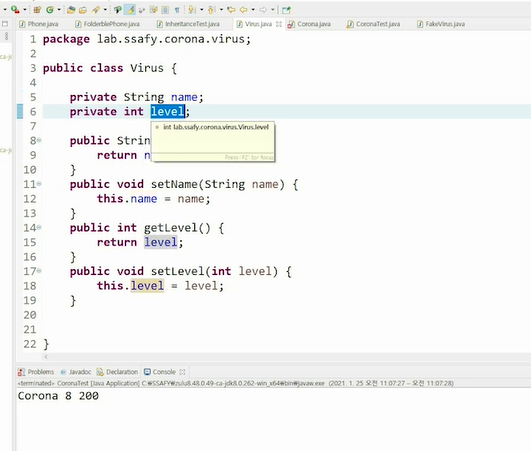 Phone.java FolderblePhone.java InheritanceTest.java Virus.java Corona.java CoronaTest.java FakeVirus.java
1 package lab.ssafy.corona.virus;
2
3 public class Virus {
4
5 private String name;
6 private int level;
7
int lab.ssafy.corona.virus.Virus.level
8 public Strin
9 return n
Press 'F2' for focus
10 }
11 public void setName(String name) {
12 this.name = name;
13 }
14 public int getLevel() {
15 return level;
16 }
17 public void setLevel(int level) {
18 this.level = level;
19 }
20
21
22 }
Problems Javadoc Declaration Console
<terminated> CoronaTest [Java Application] C:₩SSAFY₩zulu8.48.0.49-ca-jdk8.0.262-win_x64₩bin₩javaw.exe (2021. 1. 25 오전 11:07:27 – 오전 11:07:28)
Corona 8 200